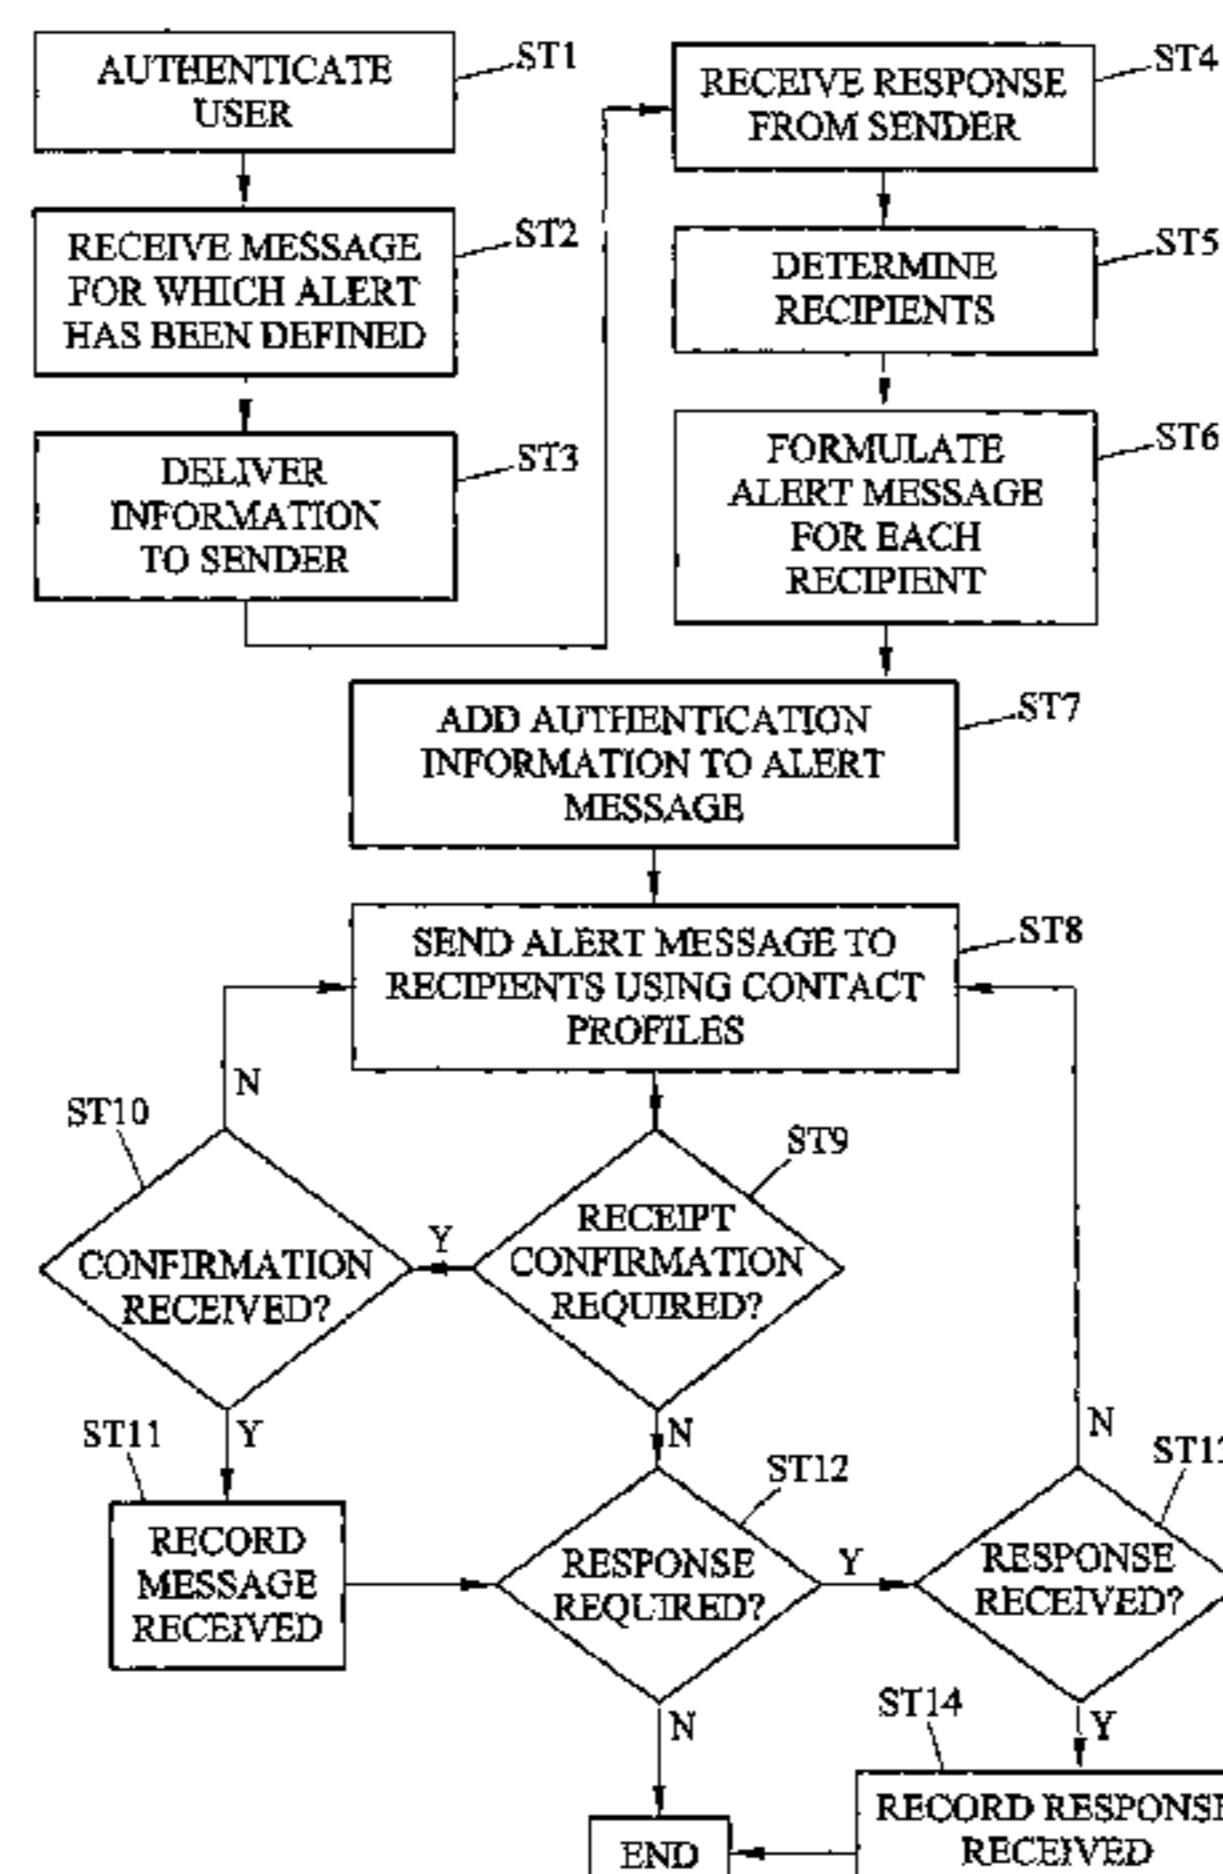 AUTHENTICATE
USER
ST1
RECEIVE MESSAGE
FOR WHICH ALERT
HAS BEEN DEFINED
ST2
DELIVER
INFORMATION
TO SENDER
ST3
RECEIVE RESPONSE
FROM SENDER
ST4
DETERMINE
RECIPIENTS
ST5
FORMULATE
ALERT MESSAGE
FOR EACH
RECIPIENT
ST6
ADD AUTHENTICATION
INFORMATION TO ALERT
MESSAGE
ST7
SEND ALERT MESSAGE TO
RECIPIENTS USING CONTACT
PROFILES
ST8
N
ST10
ST9
RECEIPT
CONFIRMATION
REQUIRED?
Y
CONFIRMATION
RECEIVED?
Y
N
N
ST11
RECORD
MESSAGE
RECEIVED
ST12
RESPONSE
REQUIRED?
Y
RESPONSE
RECEIVED?
N
Y
ST14
RECORD RESPONSE
RECEIVED
END